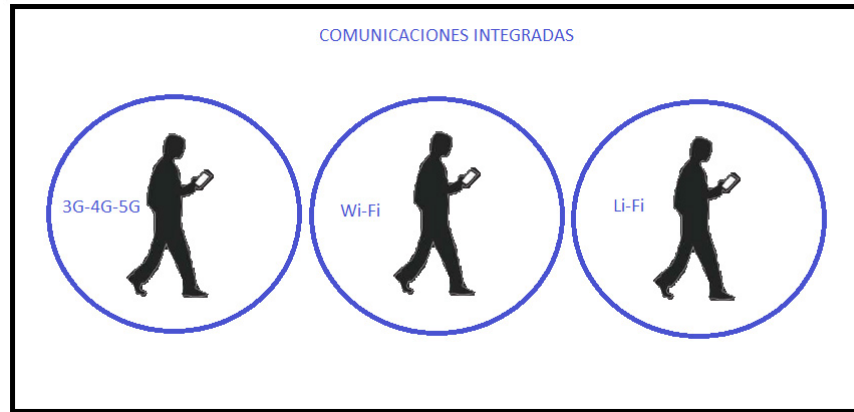 COMUNICACIONES INTEGRADAS
3G-4G-5G
Wi-Fi
Li-Fi